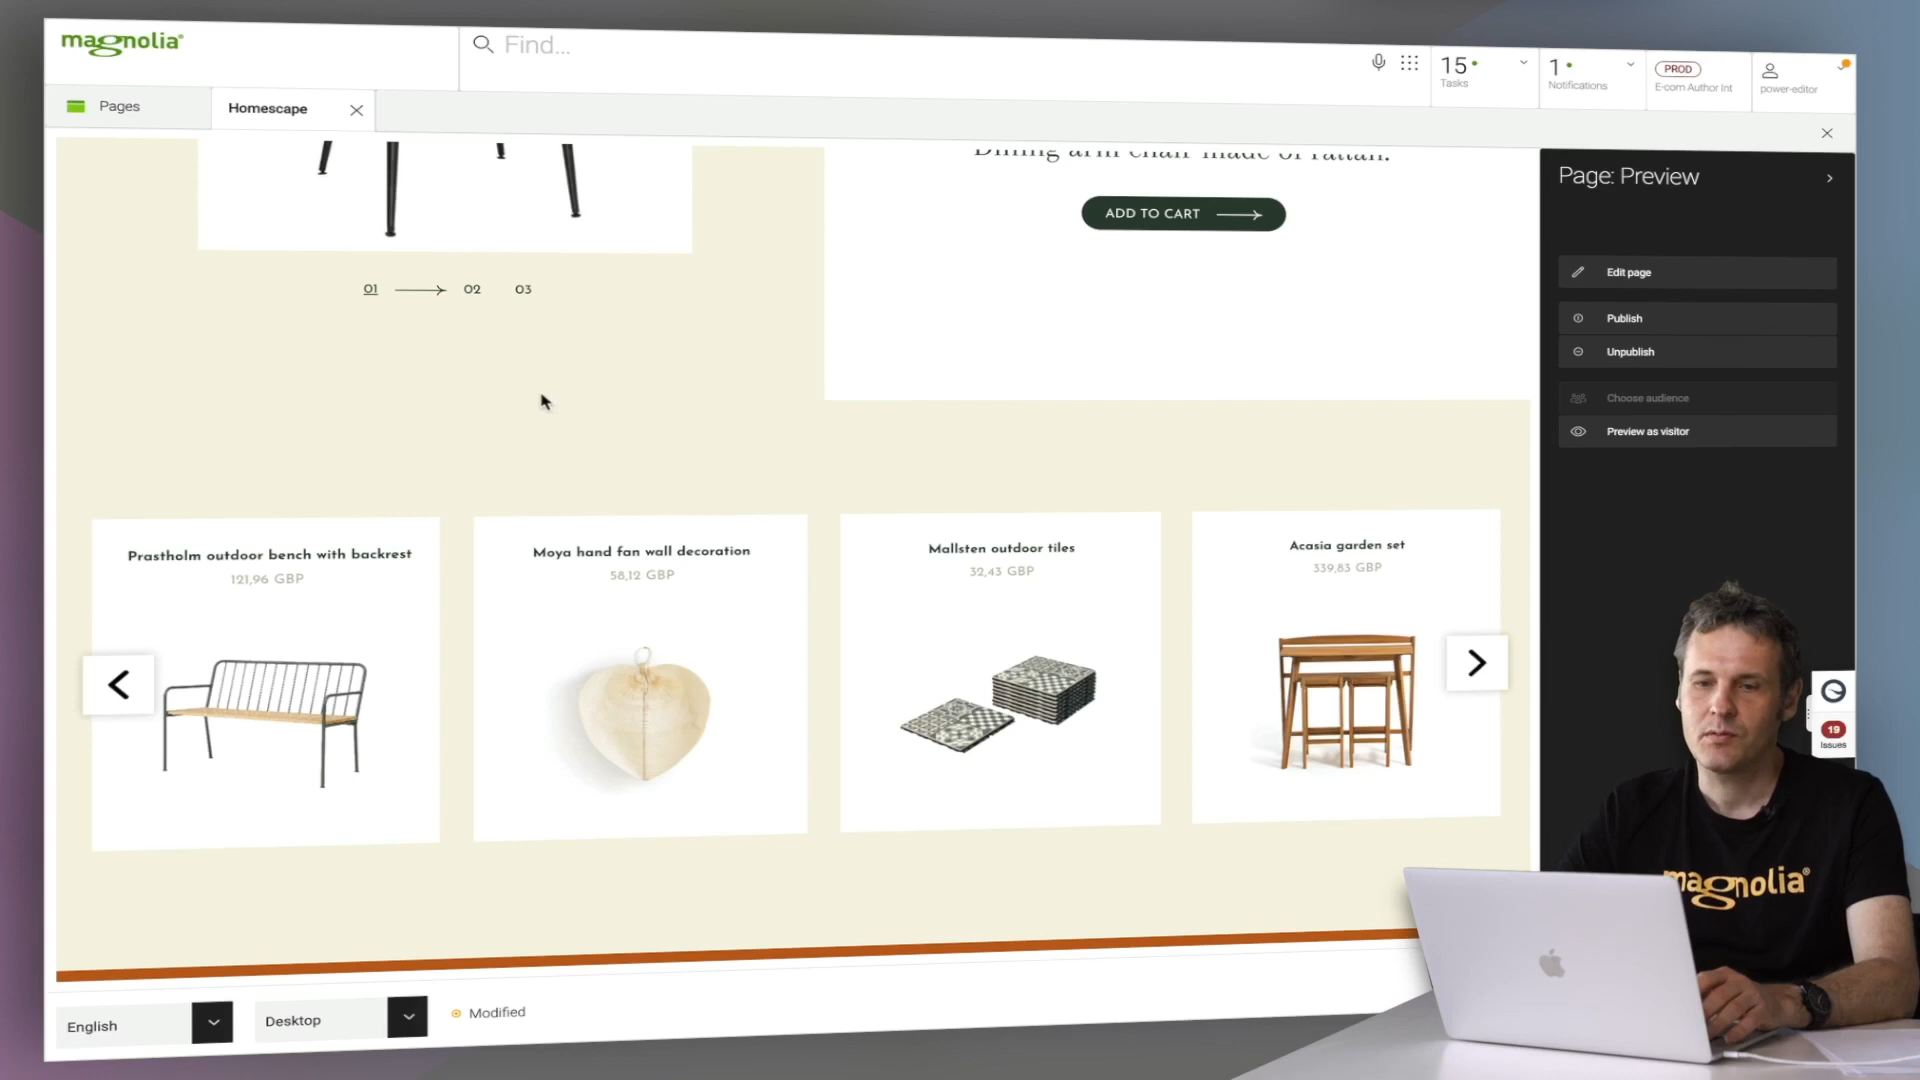 magnolia®
Find...
15
Tasks
1
Notifications
PROD
E-com Author Int
power-editor
Pages
Homescape
Dining arm chair made of rattan.
ADD TO CART
01 02 03
Page: Preview
Edit page
Publish
Unpublish
Choose audience
Preview as visitor
Prastholm outdoor bench with backrest
121,96 GBP
Moya hand fan wall decoration
58,12 GBP
Mallsten outdoor tiles
32,43 GBP
Acasia garden set
339,83 GBP
19
Issues
magnolia®
English
Desktop
Modified